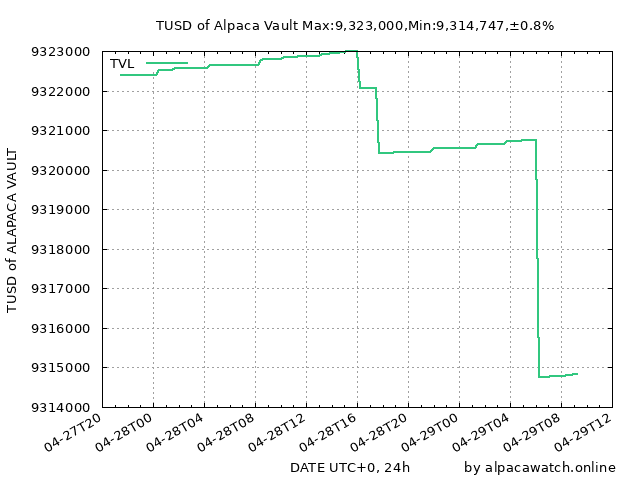 TUSD of Alpaca Vault Max:9,323,000,Min:9,314,747,±0.8%
TVL
9323000
9322000
9321000
9320000
9319000
9318000
9317000
9316000
9315000
9314000
TUSD of ALAPACA VAULT
04-27T20
04-28T00
04-28T04
04-28T08
04-28T12
04-28T16
04-28T20
04-29T00
04-29T04
04-29T08
04-29T12
DATE UTC+0, 24h
by alpacawatch.online